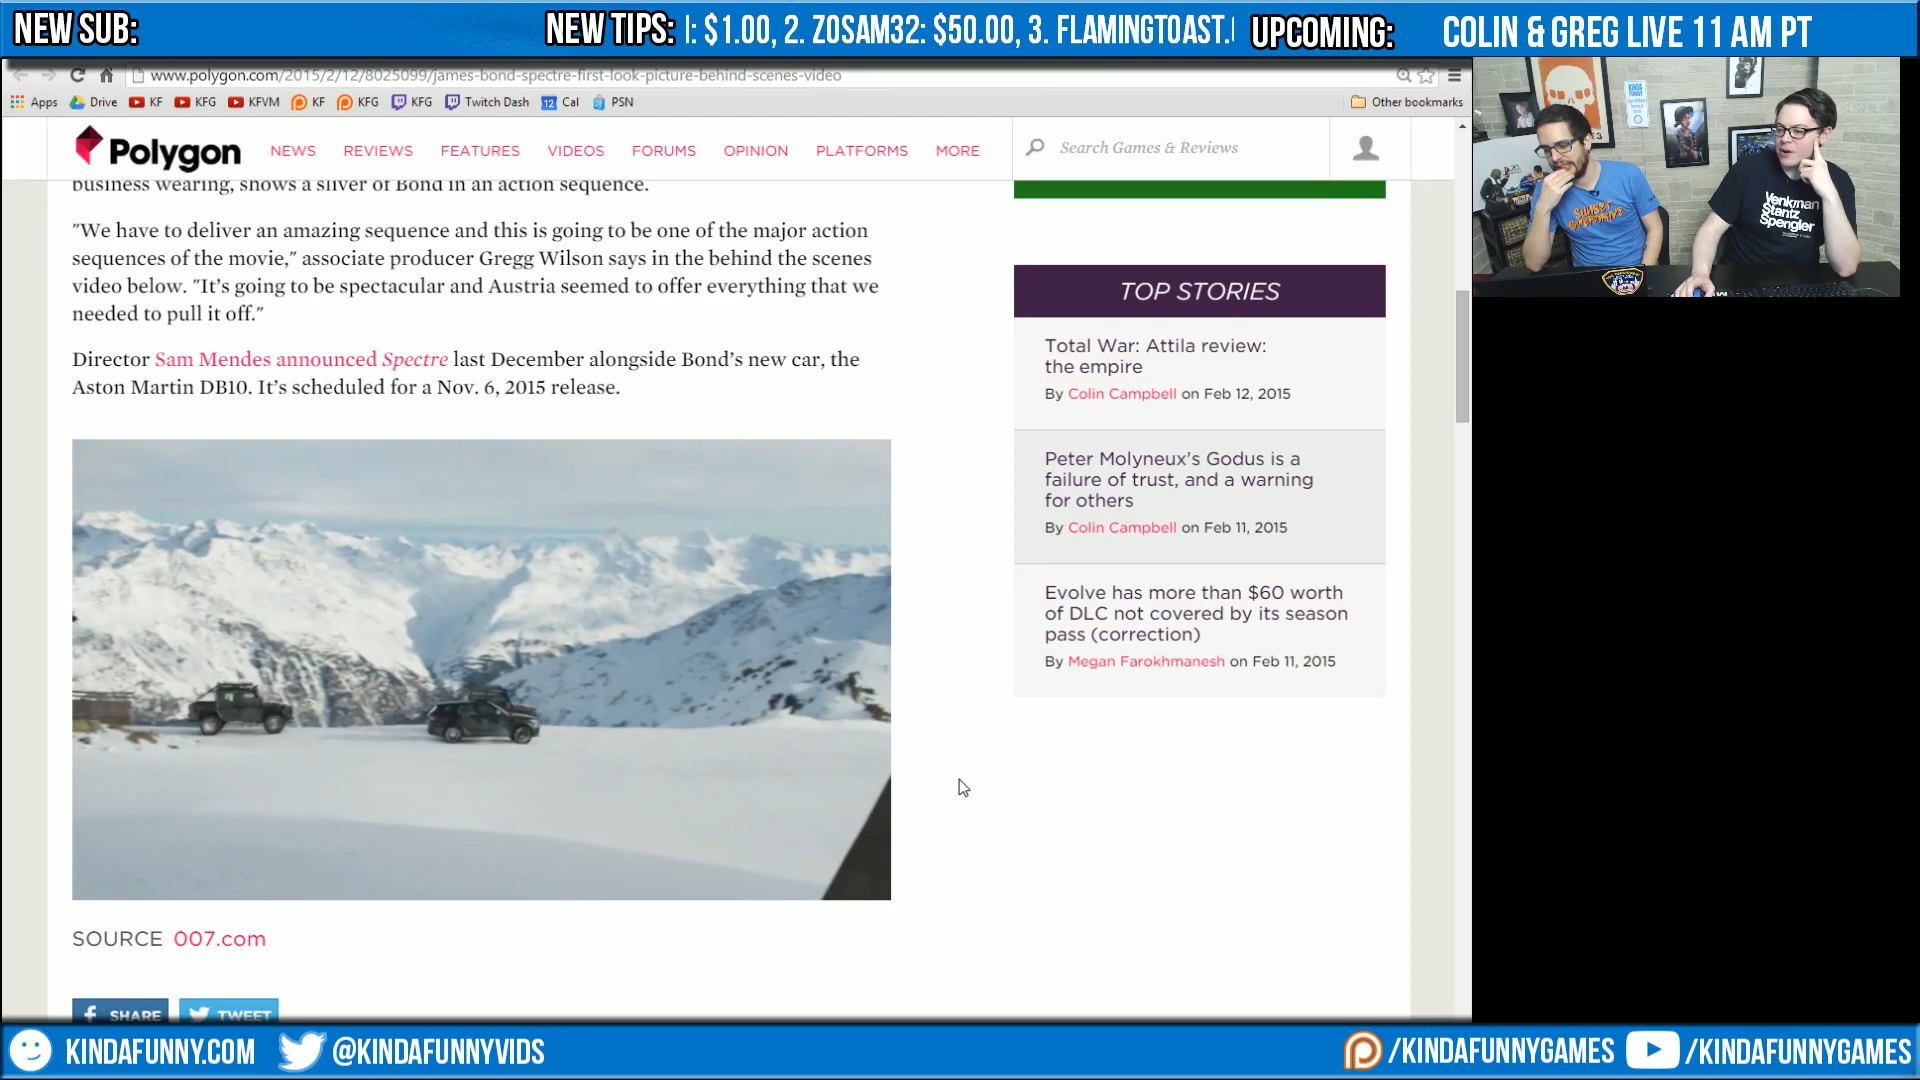 NEW SUB:
NEW TIPS: : $1.00, 2. Z0SAM32: $50.00, 3. FLAMINGTOAST.
UPCOMING: COLIN & GREG LIVE 11 AM PT
www.polygon.com/2015/2/12/8025099/james-bond-spectre-first-look-picture-behind-scenes-video
Apps Drive KF KFG KFVM KF KFG KFG Twitch Dash 12 Cal PSN Other bookmarks
Polygon NEWS REVIEWS FEATURES VIDEOS FORUMS OPINION PLATFORMS MORE Search Games & Reviews
business wearing, shows a sliver of Bond in an action sequence.
"We have to deliver an amazing sequence and this is going to be one of the major action
sequences of the movie," associate producer Gregg Wilson says in the behind the scenes
video below. "It's going to be spectacular and Austria seemed to offer everything that we
needed to pull it off."
Director Sam Mendes announced Spectre last December alongside Bond's new car, the
Aston Martin DB10. It's scheduled for a Nov. 6, 2015 release.
SOURCE 007.com
SHARE TWEET
TOP STORIES
Total War: Attila review:
the empire
By Colin Campbell on Feb 12, 2015
Peter Molyneux's Godus is a
failure of trust, and a warning
for others
By Colin Campbell on Feb 11, 2015
Evolve has more than $60 worth
of DLC not covered by its season
pass (correction)
By Megan Farokhmanesh on Feb 11, 2015
SUNSET
OVERDRIVE
Venkman
Stantz
Spengler
KINDAFUNNY.COM @KINDAFUNNYVIDS /KINDAFUNNYGAMES /KINDAFUNNYGAMES